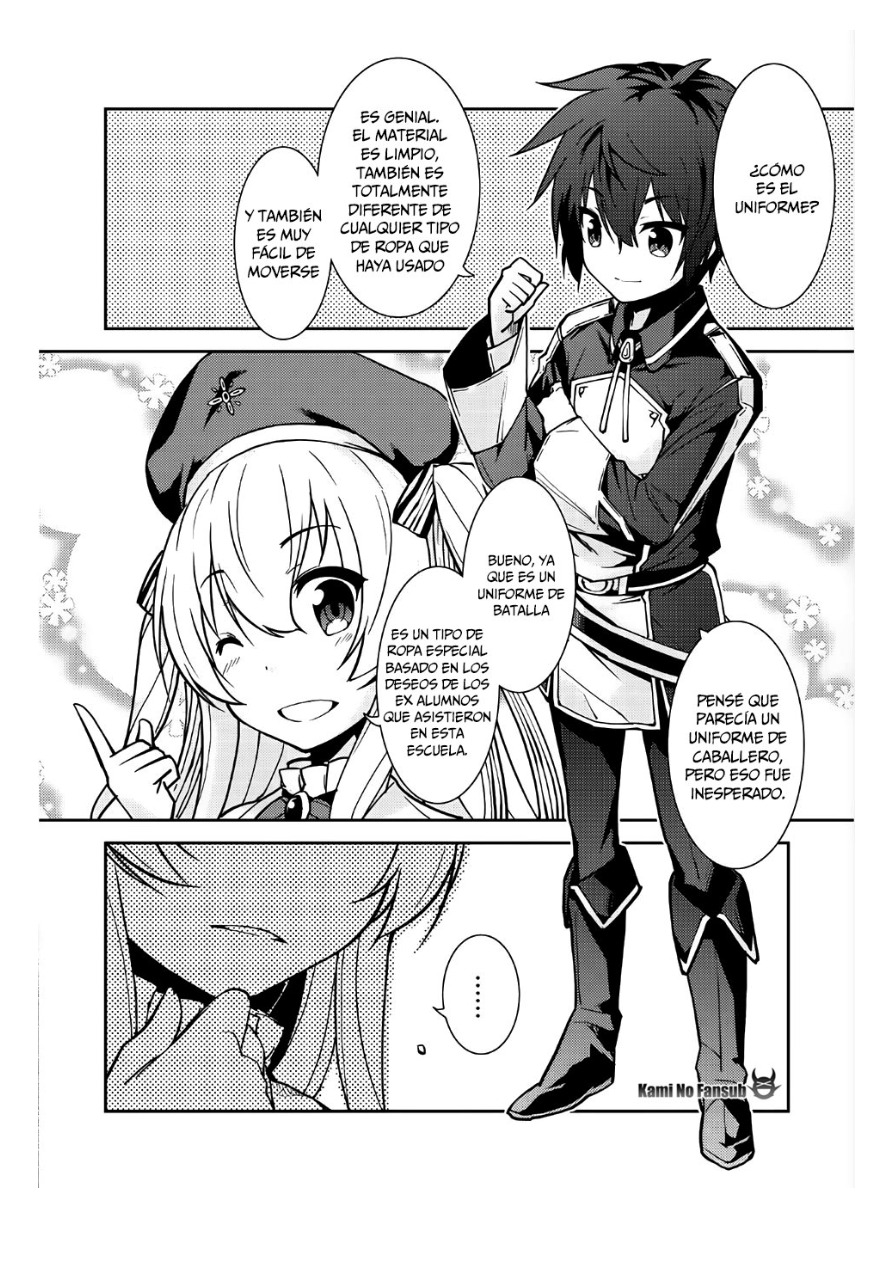 ¿CÓMO
ES EL
UNIFORME?
ES GENIAL.
EL MATERIAL
ES LIMPIO,
TAMBIÉN ES
TOTALMENTE
DIFERENTE DE
CUALQUIER TIPO
DE ROPA QUE
HAYA USADO
Y TAMBIÉN
ES MUY
FÁCIL DE
MOVERSE
BUENO, YA
QUE ES UN
UNIFORME DE
BATALLA
ES UN TIPO DE
ROPA ESPECIAL
BASADO EN LOS
DESEOS DE LOS
EX ALUMNOS
QUE ASISTIERON
EN ESTA
ESCUELA.
PENSÉ QUE
PARECÍA UN
UNIFORME DE
CABALLERO,
PERO ESO FUE
INESPERADO.
......
Kami No Fansub